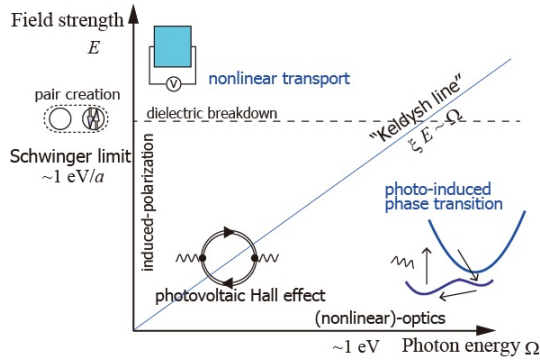 Field strength
E
V
nonlinear transport
pair creation
dielectric breakdown
Schwinger limit
~1 eV/a
induced-polarization
"Keldysh line"
ξ E ~ Ω
photo-induced
phase transition
photovoltaic Hall effect
(nonlinear)-optics
~1 eV
Photon energy Ω